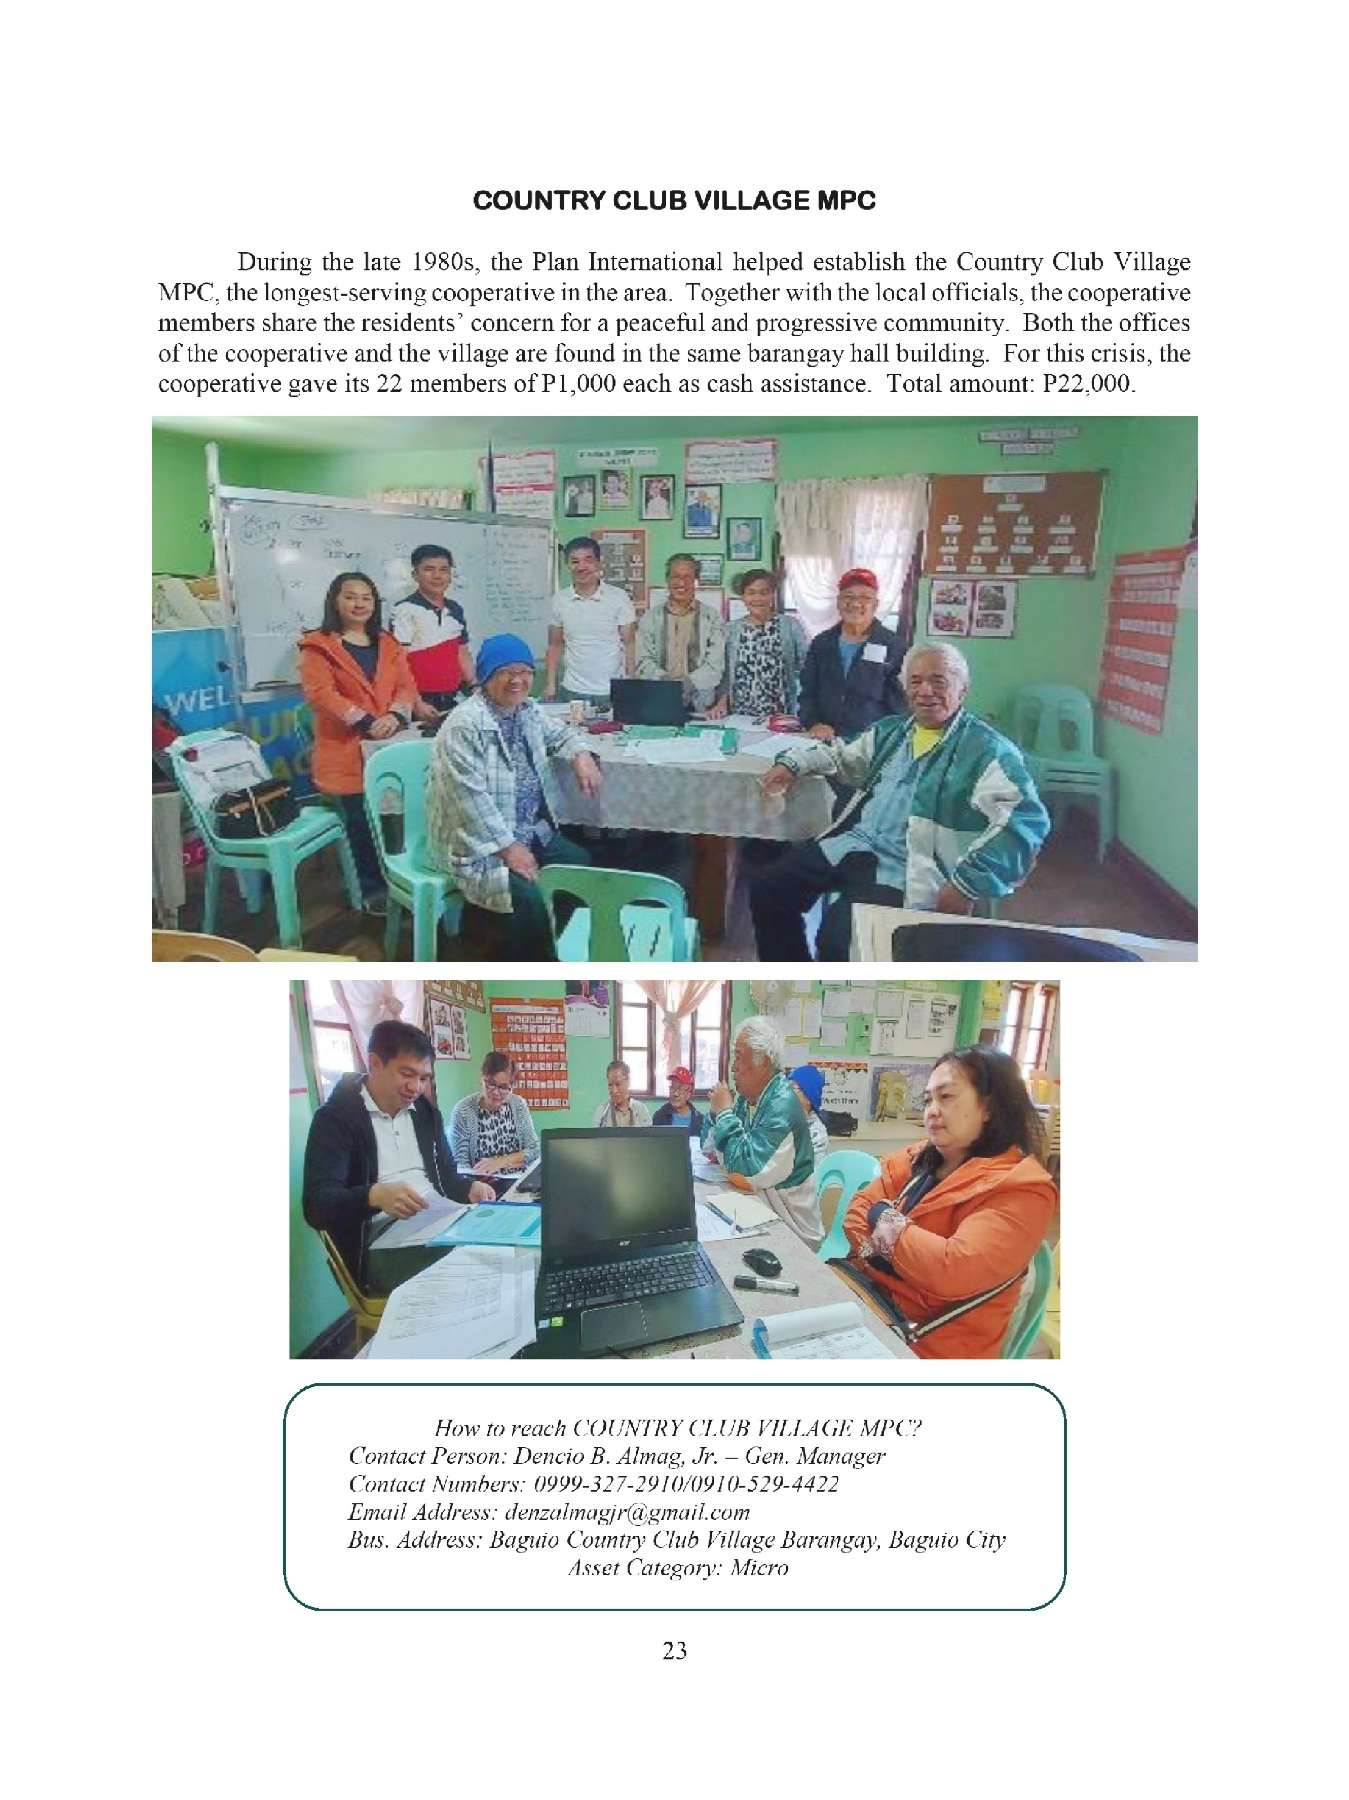 COUNTRY CLUB VILLAGE MPC
During the late 1980s, the Plan International helped establish the Country Club Village
MPC, the longest-serving cooperative in the area.  Together with the local officials, the cooperative
members share the residents’ concern for a peaceful and progressive community.  Both the offices
of the cooperative and the village are found in the same barangay hall building.  For this crisis, the
cooperative gave its 22 members of P1,000 each as cash assistance.  Total amount: P22,000.
WEL
acer
How to reach COUNTRY CLUB VILLAGE MPC?
Contact Person: Dencio B. Almag, Jr. – Gen. Manager
Contact Numbers: 0999-327-2910/0910-529-4422
Email Address: denzalmagjr@gmail.com
Bus. Address: Baguio Country Club Village Barangay, Baguio City
Asset Category: Micro
23